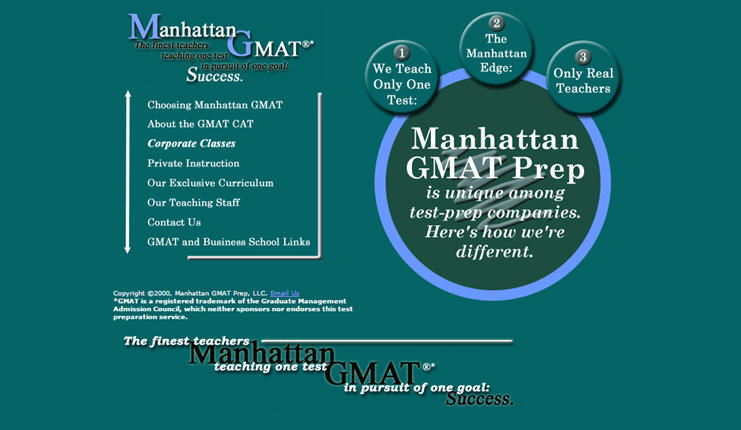 Manhattan
GMAT®*
The finest teachers
teaching one test
in pursuit of one goal:
Success.
Choosing Manhattan GMAT
About the GMAT CAT
Corporate Classes
Private Instruction
Our Exclusive Curriculum
Our Teaching Staff
Contact Us
GMAT and Business School Links
1
We Teach
Only One
Test:
2
The
Manhattan
Edge:
3
Only Real
Teachers
Manhattan
GMAT Prep
is unique among
test-prep companies.
Here's how we're
different.
Copyright ©2000, Manhattan GMAT Prep, LLC. Email Us
*GMAT is a registered trademark of the Graduate Management
Admission Council, which neither sponsors nor endorses this test
preparation service.
The finest teachers
Manhattan
teaching one test
GMAT®*
in pursuit of one goal:
Success.